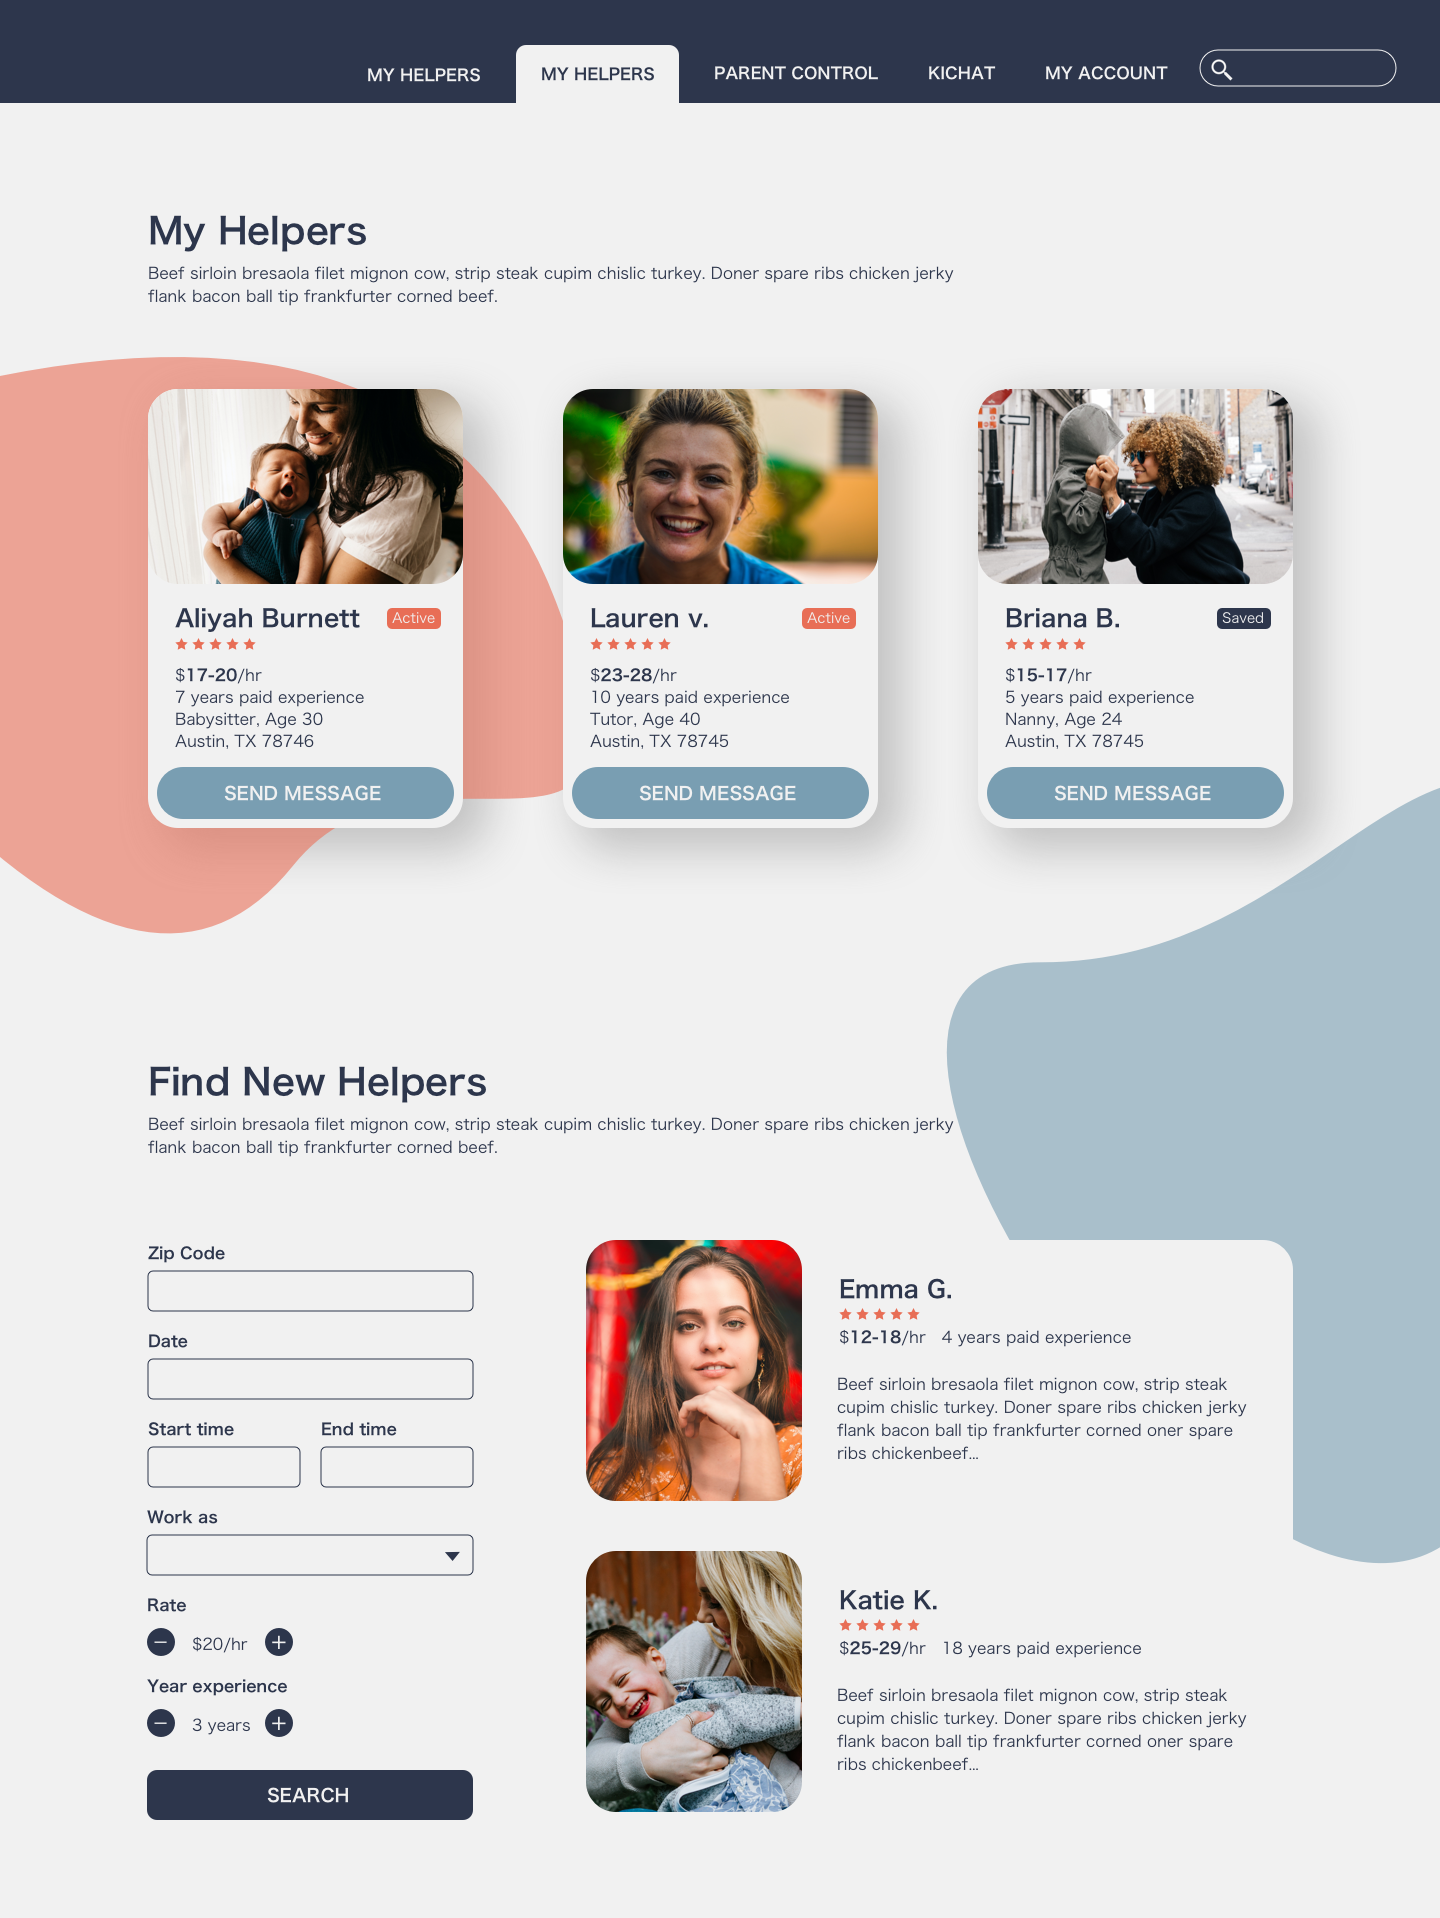 MY HELPERS
MY HELPERS
PARENT CONTROL
KICHAT
MY ACCOUNT
My Helpers
Beef sirloin bresaola filet mignon cow, strip steak cupim chislic turkey. Doner spare ribs chicken jerky
flank bacon ball tip frankfurter corned beef.
Aliyah Burnett
Active
$17-20/hr
7 years paid experience
Babysitter, Age 30
Austin, TX 78746
SEND MESSAGE
Lauren v.
Active
$23-28/hr
10 years paid experience
Tutor, Age 40
Austin, TX 78745
SEND MESSAGE
Briana B.
Saved
$15-17/hr
5 years paid experience
Nanny, Age 24
Austin, TX 78745
SEND MESSAGE
Find New Helpers
Beef sirloin bresaola filet mignon cow, strip steak cupim chislic turkey. Doner spare ribs chicken jerky
flank bacon ball tip frankfurter corned beef.
Zip Code
Date
Start time
End time
Work as
Rate
$20/hr
Year experience
3 years
SEARCH
Emma G.
$12-18/hr 4 years paid experience
Beef sirloin bresaola filet mignon cow, strip steak
cupim chislic turkey. Doner spare ribs chicken jerky
flank bacon ball tip frankfurter corned oner spare
ribs chickenbeef...
Katie K.
$25-29/hr 18 years paid experience
Beef sirloin bresaola filet mignon cow, strip steak
cupim chislic turkey. Doner spare ribs chicken jerky
flank bacon ball tip frankfurter corned oner spare
ribs chickenbeef...